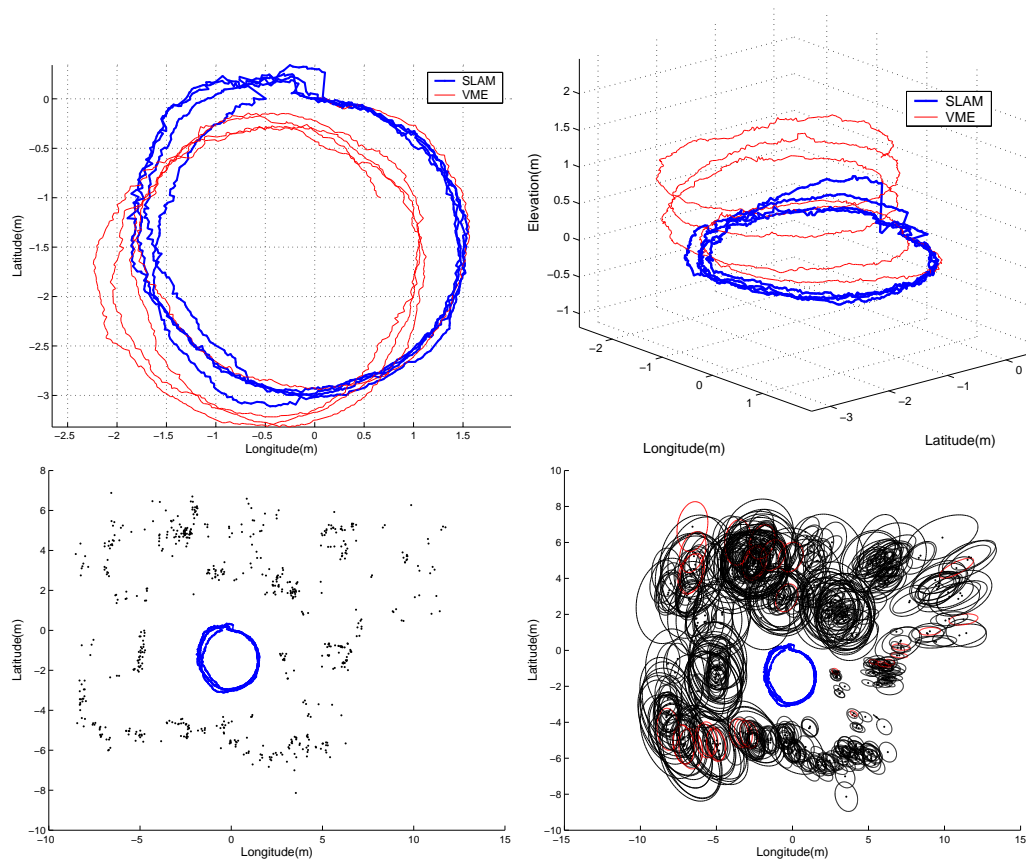 SLAM
VME
0
−0.5
−1
−1.5
−2
−2.5
−3
Latitude(m)
−2.5 −2 −1.5 −1 −0.5 0 0.5 1 1.5
Longitude(m)
SLAM
VME
2
1.5
1
0.5
0
−0.5
−1
Elevation(m)
−2 −1 0 1
Longitude(m)
−3 −2 −1 0
Latitude(m)
8
6
4
2
0
−2
−4
−6
−8
−10
Latitude(m)
−10 −5 0 5 10 15
Longitude(m)
10
8
6
4
2
0
−2
−4
−6
−8
−10
Latitude(m)
−15 −10 −5 0 5 10 15
Longitude(m)